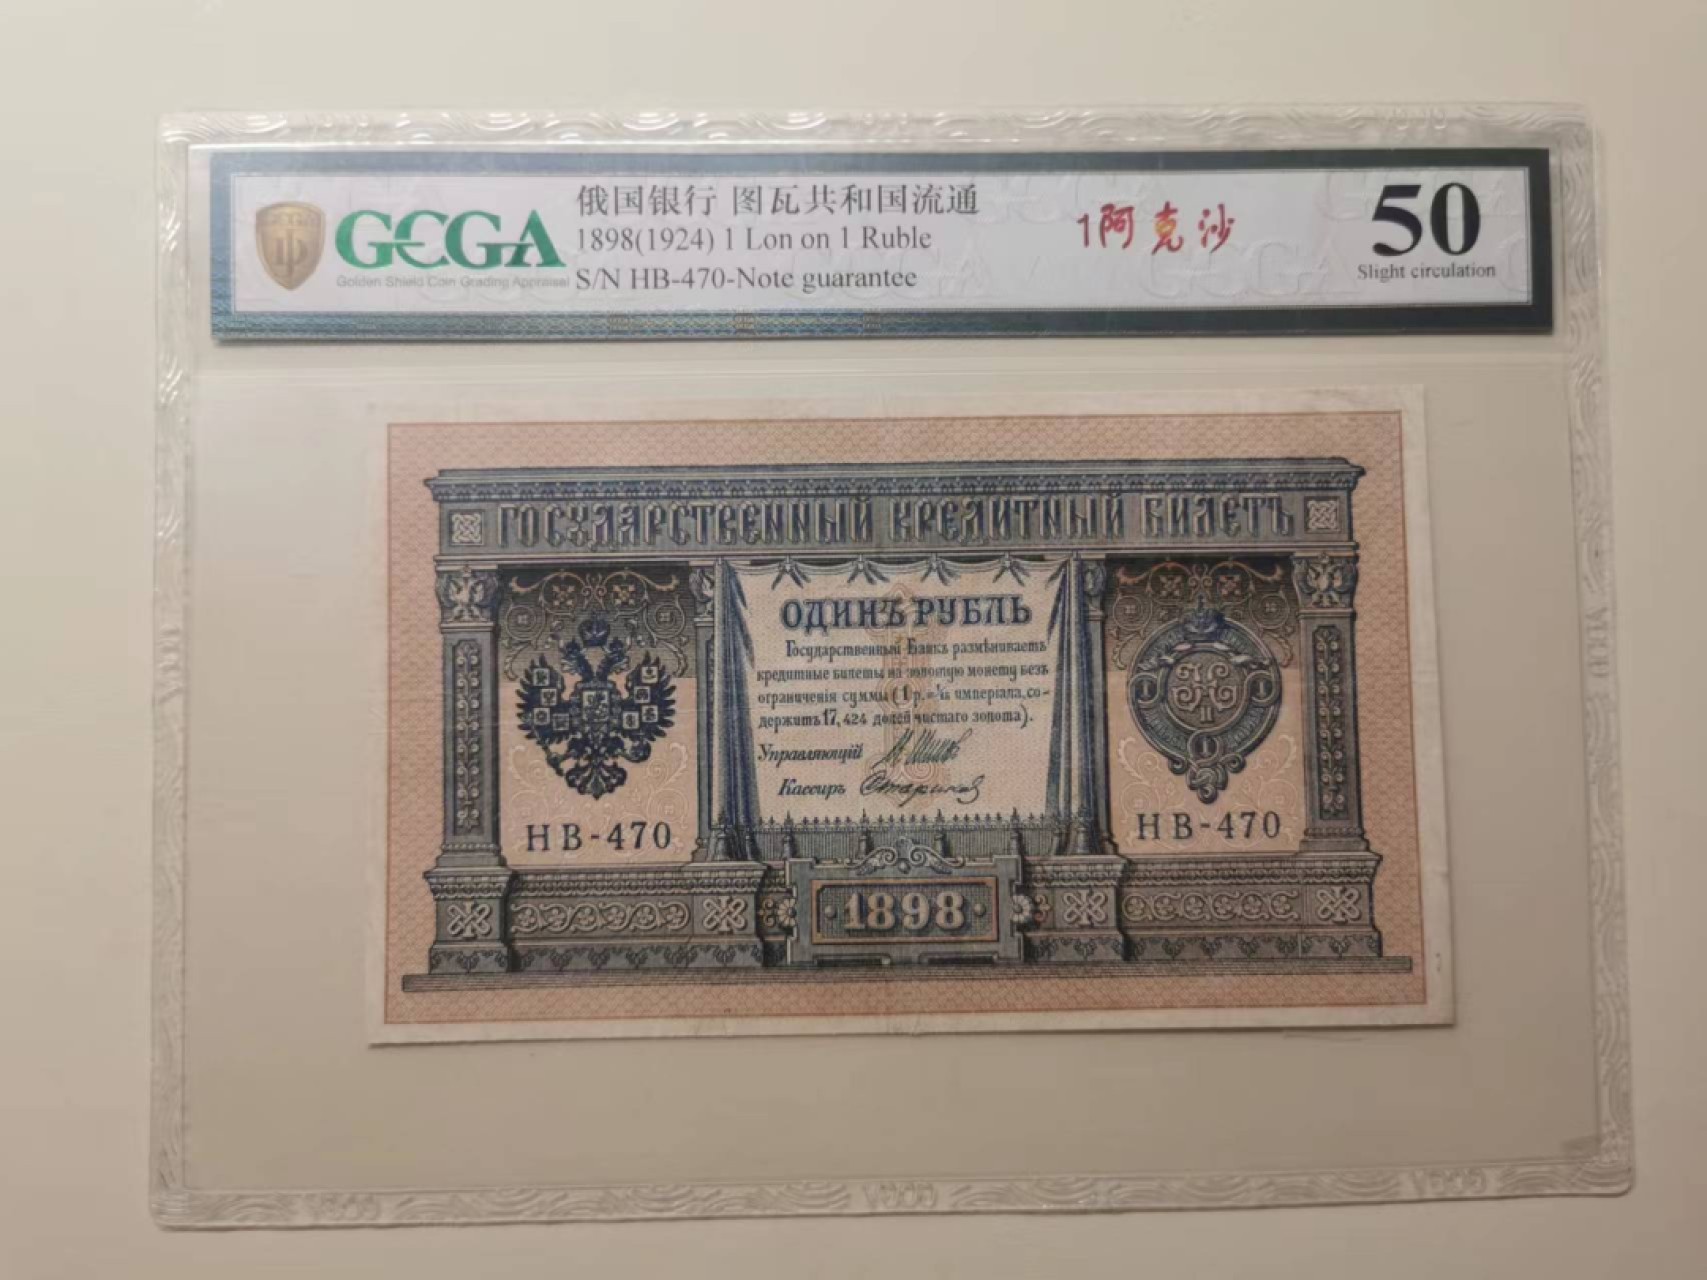 俄国银行 图瓦共和国流通
1898(1924) 1 Lon on 1 Ruble
S/N HB-470-Note guarantee
GCGA
Golden Shield Coin Grading Appraisal
1阿克沙
50
Slight circulation
ГОСУДАРСТВЕННЫЙ КРЕДИТНЫЙ БИЛЕТЪ
ОДИНЪ РУБЛЬ
Государственный Банкъ размѣниваетъ
кредитные билеты на золотую монету безъ
ограниченія суммы (1 р. = 1/15 имперіала, со-
держитъ 17,424 долей чистаго золота).
Управляющій
Кассиръ
НВ-470
НВ-470
1898